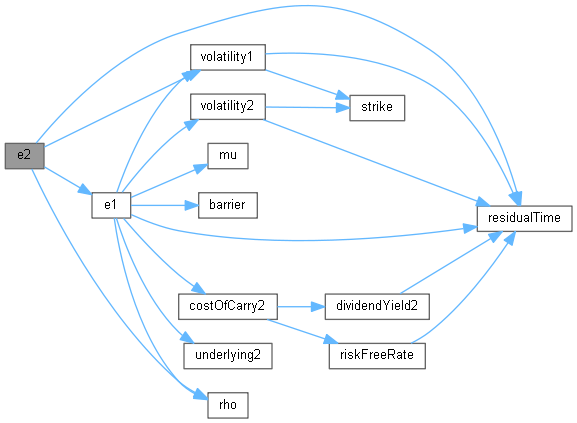 volatility1
volatility2
strike
e2
mu
e1
barrier
residualTime
costOfCarry2
dividendYield2
underlying2
riskFreeRate
rho